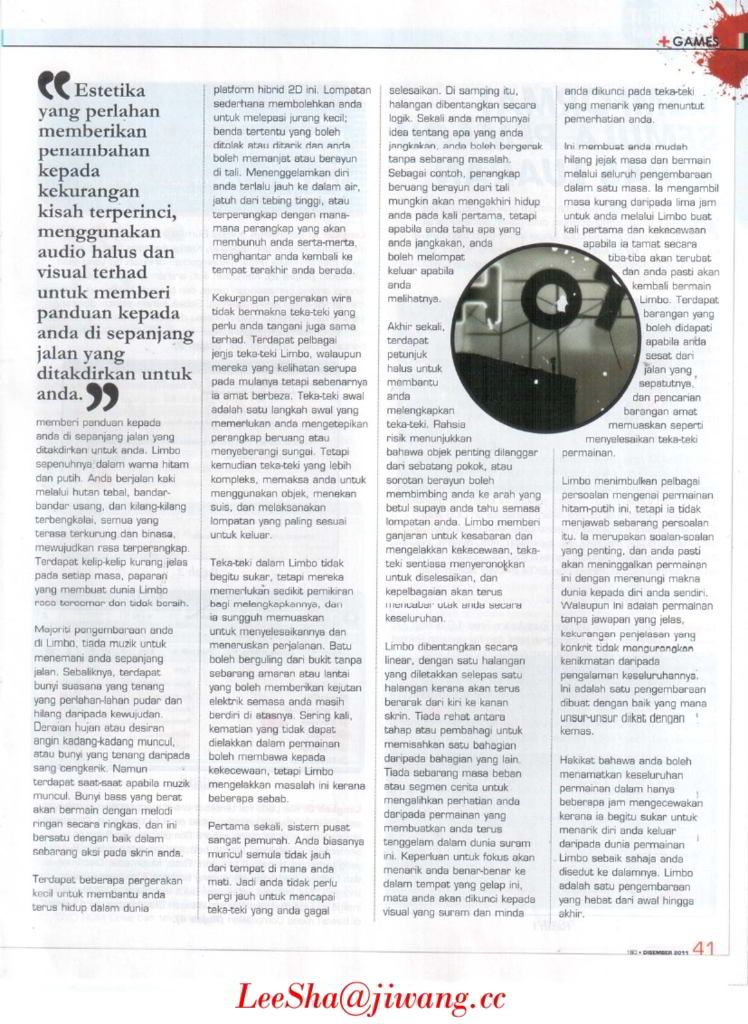 + GAMES
“ Estetika
yang perlahan
memberikan
penambahan
kepada
kekurangan
kisah terperinci,
menggunakan
audio halus dan
visual terhad
untuk memberi
panduan kepada
anda di sepanjang
jalan yang
ditakdirkan untuk
anda. ”
memberi panduan kepada
anda di sepanjang jalan yang
ditakdirkan untuk anda. Limbo
sepenuhnya dalam warna hitam
dan putih. Anda berjalan kaki
melalui hutan tebal, bandar-
bandar usang, dan kilang-kilang
terbengkalai, semua yang
terasa terkurung dan binasa,
mewujudkan rasa terperangkap.
Terdapat kelip-kelip kurang jelas
pada setiap masa, paparan
yang membuat dunia Limbo
rasa tercemar dan tidak bersih.
Majoriti pengembaraan anda
di Limbo, tiada muzik untuk
menemani anda sepanjang
jalan. Sebaliknya, terdapat
bunyi suasana yang tenang
yang perlahan-lahan pudar dan
hilang daripada kewujudan.
Deraian hujan atau desiran
angin kadang-kadang muncul,
atau bunyi yang tenang daripada
sang cengkerik. Namun
terdapat saat-saat apabila muzik
muncul. Bunyi bass yang berat
akan bermain dengan melodi
ringan secara ringkas, dan ini
bersatu dengan baik dalam
sebarang aksi pada skrin anda.
Terdapat beberapa pergerakan
kecil untuk membantu anda
terus hidup dalam dunia
platform hibrid 2D ini. Lompatan
sederhana membolehkan anda
untuk melepasi jurang kecil;
benda tertentu yang boleh
ditolak atau ditarik dan anda
boleh memanjat atau berayun
di tali. Menenggelamkan diri
anda terlalu jauh ke dalam air,
jatuh dari tebing tinggi, atau
terperangkap dengan mana-
mana perangkap yang akan
membunuh anda serta-merta,
menghantar anda kembali ke
tempat terakhir anda berada.
Kekurangan pergerakan wira
tidak bermakna teka-teki yang
perlu anda tangani juga sama
terhad. Terdapat pelbagai
jenis teka-teki Limbo, walaupun
mereka yang kelihatan serupa
pada mulanya tetapi sebenarnya
ia amat berbeza. Teka-teki awal
adalah satu langkah awal yang
memerlukan anda mengetepikan
perangkap beruang atau
menyeberangi sungai. Tetapi
kemudian teka-teki yang lebih
kompleks, memaksa anda untuk
menggunakan objek, menekan
suis, dan melaksanakan
lompatan yang paling sesuai
untuk keluar.
Teka-teki dalam Limbo tidak
begitu sukar, tetapi mereka
memerlukan sedikit pemikiran
bagi melengkapkannya, dan
ia sungguh memuaskan
untuk menyelesaikannya dan
meneruskan perjalanan. Batu
boleh berguling dari bukit tanpa
sebarang amaran atau lantai
yang boleh memberikan kejutan
elektrik semasa anda masih
berdiri di atasnya. Sering kali,
kematian yang tidak dapat
dielakkan dalam permainan
boleh membawa kepada
kekecewaan, tetapi Limbo
mengelakkan masalah ini kerana
beberapa sebab.
Pertama sekali, sistem pusat
sangat pemurah. Anda biasanya
muncul semula tidak jauh
dari tempat di mana anda
mati. Jadi anda tidak perlu
pergi jauh untuk mencapai
teka-teki yang anda gagal
selesaikan. Di samping itu,
halangan dibentangkan secara
logik. Sekali anda mempunyai
idea tentang apa yang anda
jangkakan, anda boleh bergerak
tanpa sebarang masalah.
Sebagai contoh, perangkap
beruang berayun dari tali
mungkin akan mengakhiri hidup
anda pada kali pertama, tetapi
apabila anda tahu apa yang
anda jangkakan, anda
boleh melompat
keluar apabila
anda
melihatnya.
Akhir sekali,
terdapat
petunjuk
halus untuk
membantu
anda
melengkapkan
teka-teki. Rahsia
risik menunjukkan
bahawa objek penting dilanggar
dari sebatang pokok, atau
sorotan berayun boleh
membimbing anda ke arah yang
betul supaya anda tahu semasa
lompatan anda. Limbo memberi
ganjaran untuk kesabaran dan
mengelakkan kekecewaan, teka-
teki sentiasa menyeronokkan
untuk diselesaikan, dan
kepelbagaian akan terus
mencabar otak anda secara
keseluruhan.
Limbo dibentangkan secara
linear, dengan satu halangan
yang diletakkan selepas satu
halangan kerana akan terus
berarak dari kiri ke kanan
skrin. Tiada rehat antara
tahap atau pembahagi untuk
memisahkan satu bahagian
daripada bahagian yang lain.
Tiada sebarang masa beban
atau segmen cerita untuk
mengalihkan perhatian anda
daripada permainan yang
membuatkan anda terus
tenggelam dalam dunia suram
ini. Keperluan untuk fokus akan
menarik anda benar-benar ke
dalam tempat yang gelap ini,
mata anda akan dikunci kepada
visual yang suram dan minda
anda dikunci pada teka-teki
yang menarik yang menuntut
pemerhatian anda.
Ini membuat anda mudah
hilang jejak masa dan bermain
melalui seluruh pengembaraan
dalam satu masa. Ia mengambil
masa kurang daripada lima jam
untuk anda melalui Limbo buat
kali pertama dan kekecewaan
apabila ia tamat secara
tiba-tiba akan terubat
dan anda pasti akan
kembali bermain
Limbo. Terdapat
barangan yang
boleh didapati
apabila anda
sesat dari
jalan yang
sepatutnya,
dan pencarian
barangan amat
memuaskan seperti
menyelesaikan teka-teki
permainan.
Limbo menimbulkan pelbagai
persoalan mengenai permainan
hitam-putih ini, tetapi ia tidak
menjawab sebarang persoalan
itu. Ia merupakan soalan-soalan
yang penting, dan anda pasti
akan meninggalkan permainan
ini dengan merenungi makna
dunia kepada diri anda sendiri.
Walaupun ini adalah permainan
tanpa jawapan yang jelas,
kekurangan penjelasan yang
konkrit tidak mengurangkan
kenikmatan daripada
pengalaman keseluruhannya.
Ini adalah satu pengembaraan
dibuat dengan baik yang mana
unsur-unsur diikat dengan
kemas.
Hakikat bahawa anda boleh
menamatkan keseluruhan
permainan dalam hanya
beberapa jam mengecewakan
kerana ia begitu sukar untuk
menarik diri anda keluar
daripada dunia permainan
Limbo sebaik sahaja anda
disedut ke dalamnya. Limbo
adalah satu pengembaraan
yang hebat dari awal hingga
akhir.
180 • DISEMBER 2011 41
LeeSha@jiwang.cc